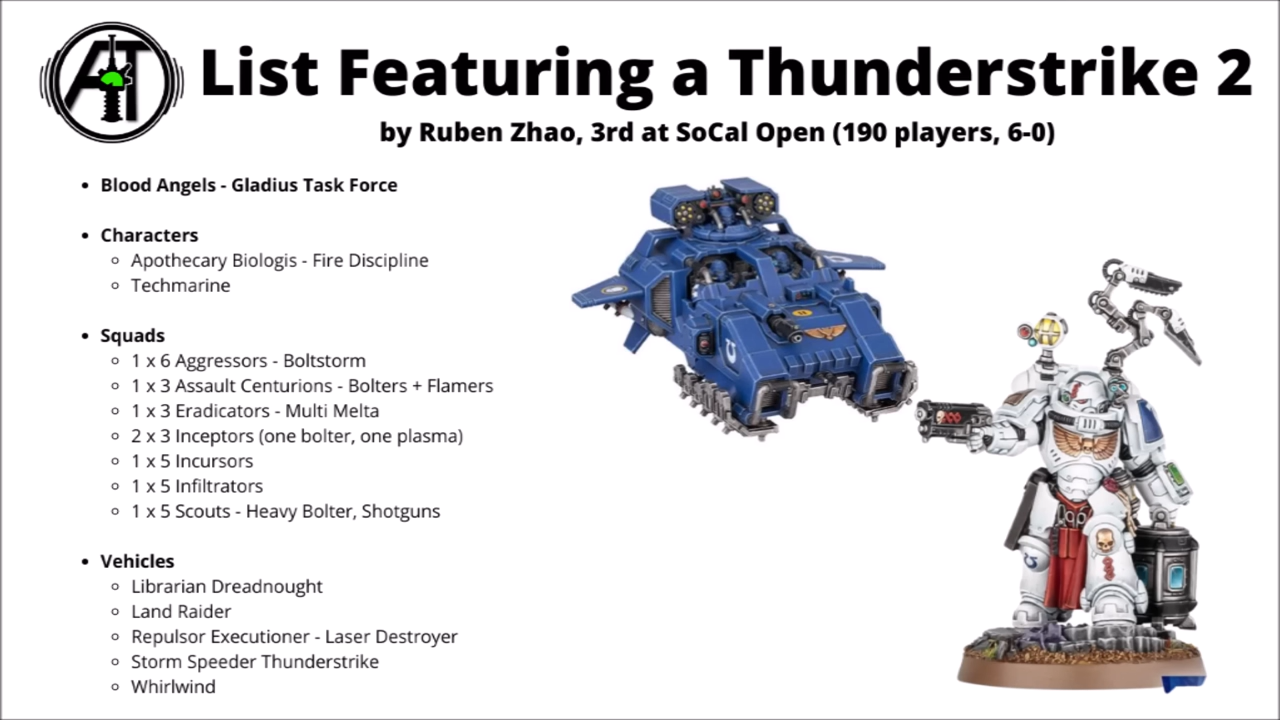 AT
List Featuring a Thunderstrike 2
by Ruben Zhao, 3rd at SoCal Open (190 players, 6-0)
• Blood Angels - Gladius Task Force
• Characters
○ Apothecary Biologis - Fire Discipline
○ Techmarine
• Squads
○ 1 x 6 Aggressors - Boltstorm
○ 1 x 3 Assault Centurions - Bolters + Flamers
○ 1 x 3 Eradicators - Multi Melta
○ 2 x 3 Inceptors (one bolter, one plasma)
○ 1 x 5 Incursors
○ 1 x 5 Infiltrators
○ 1 x 5 Scouts - Heavy Bolter, Shotguns
• Vehicles
○ Librarian Dreadnought
○ Land Raider
○ Repulsor Executioner - Laser Destroyer
○ Storm Speeder Thunderstrike
○ Whirlwind